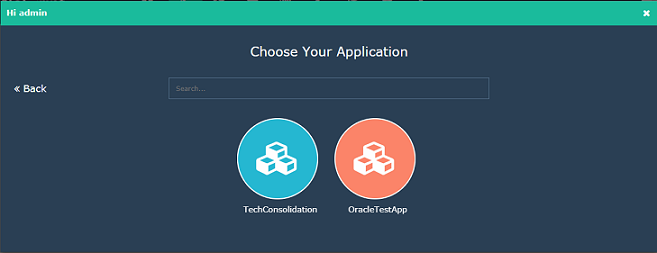 Hi admin
Choose Your Application
« Back
Search...
TechConsolidation
OracleTestApp